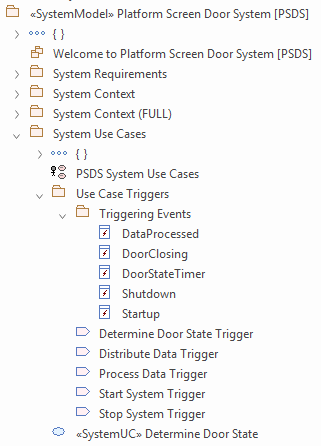 «SystemModel» Platform Screen Door System [PSDS]
{ }
Welcome to Platform Screen Door System [PSDS]
System Requirements
System Context
System Context (FULL)
System Use Cases
{ }
PSDS System Use Cases
Use Case Triggers
Triggering Events
DataProcessed
DoorClosing
DoorStateTimer
Shutdown
Startup
Determine Door State Trigger
Distribute Data Trigger
Process Data Trigger
Start System Trigger
Stop System Trigger
«SystemUC» Determine Door State